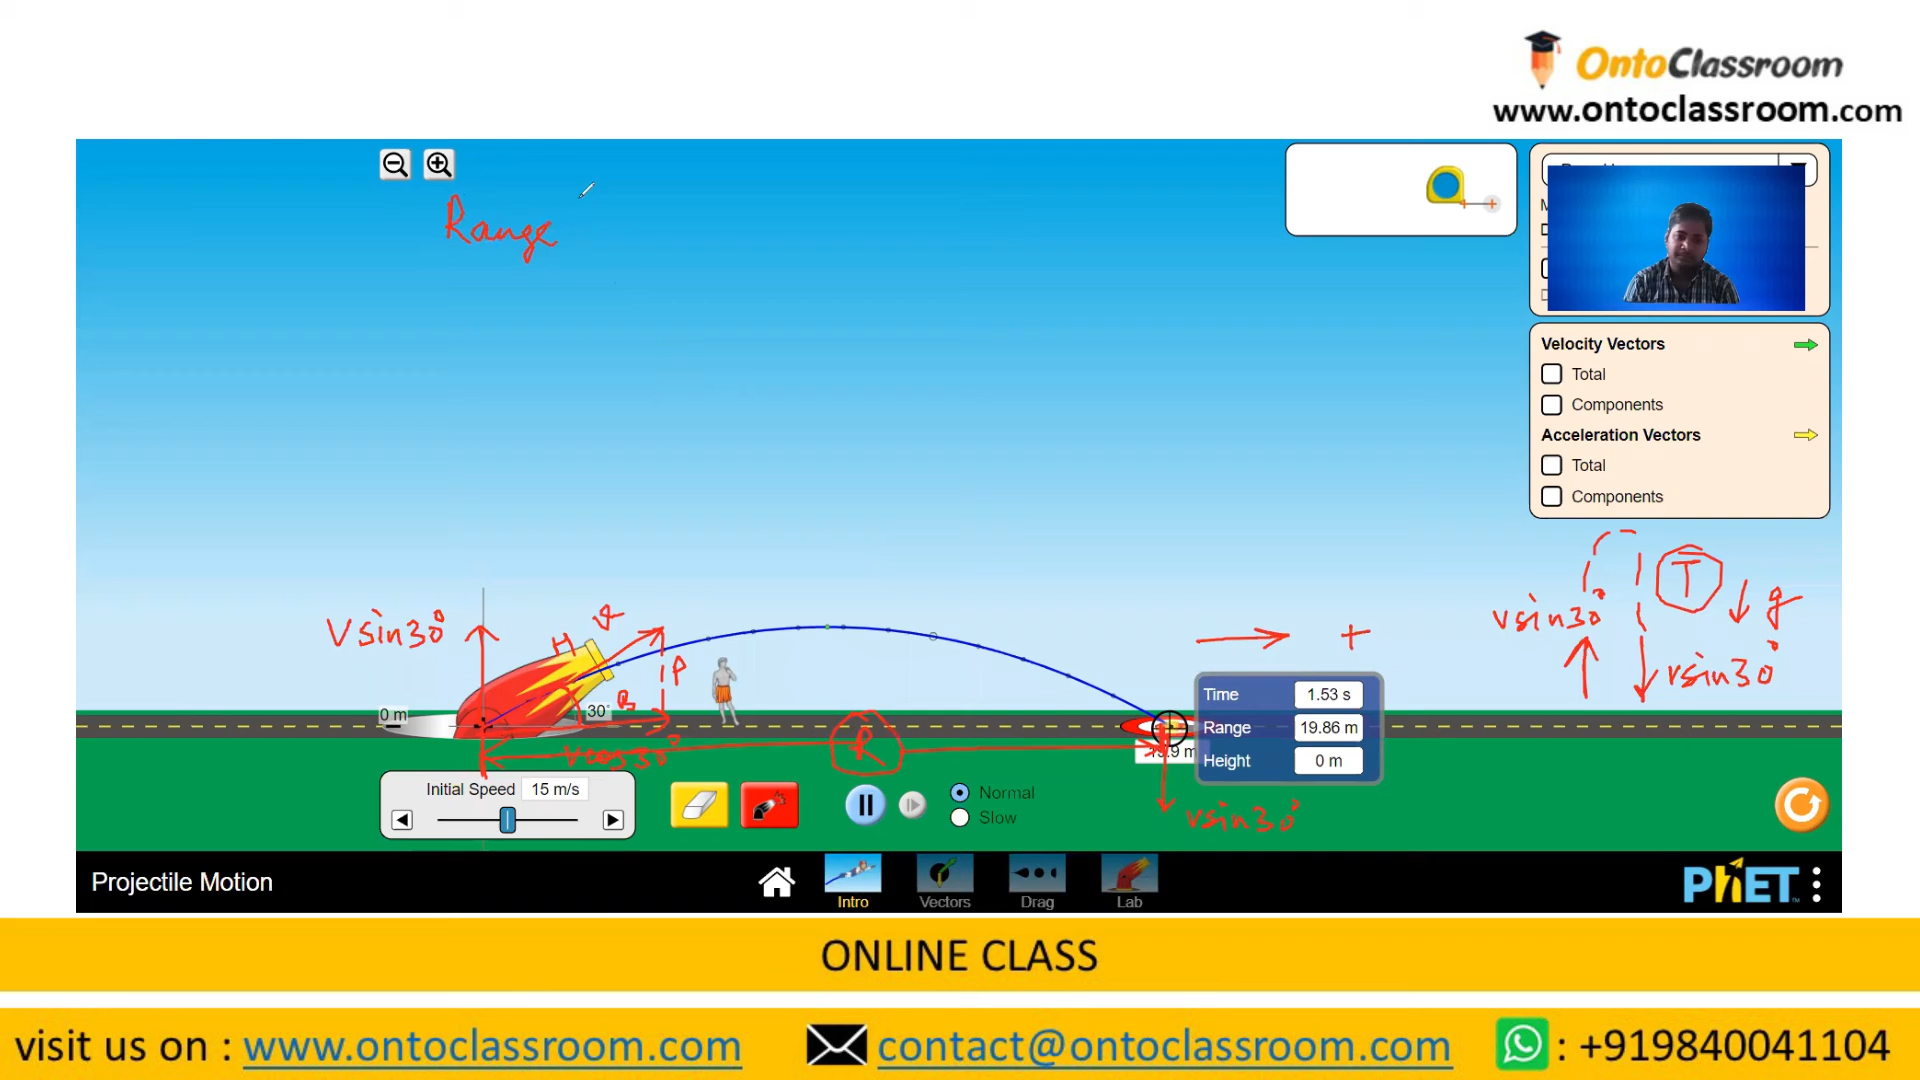 OntoClassroom
www.ontoclassroom.com
Range
Velocity Vectors
Total
Components
Acceleration Vectors
Total
Components
T
vsin30°
g
vsin30°
Vsin30°
H
v
P
B
30°
0 m
+
Time 1.53 s
Range 19.86 m
Height 0 m
R
vcos30°
vsin30°
Initial Speed 15 m/s
Normal
Slow
Projectile Motion
Intro
Vectors
Drag
Lab
PhET
ONLINE CLASS
visit us on : www.ontoclassroom.com
contact@ontoclassroom.com
: +919840041104